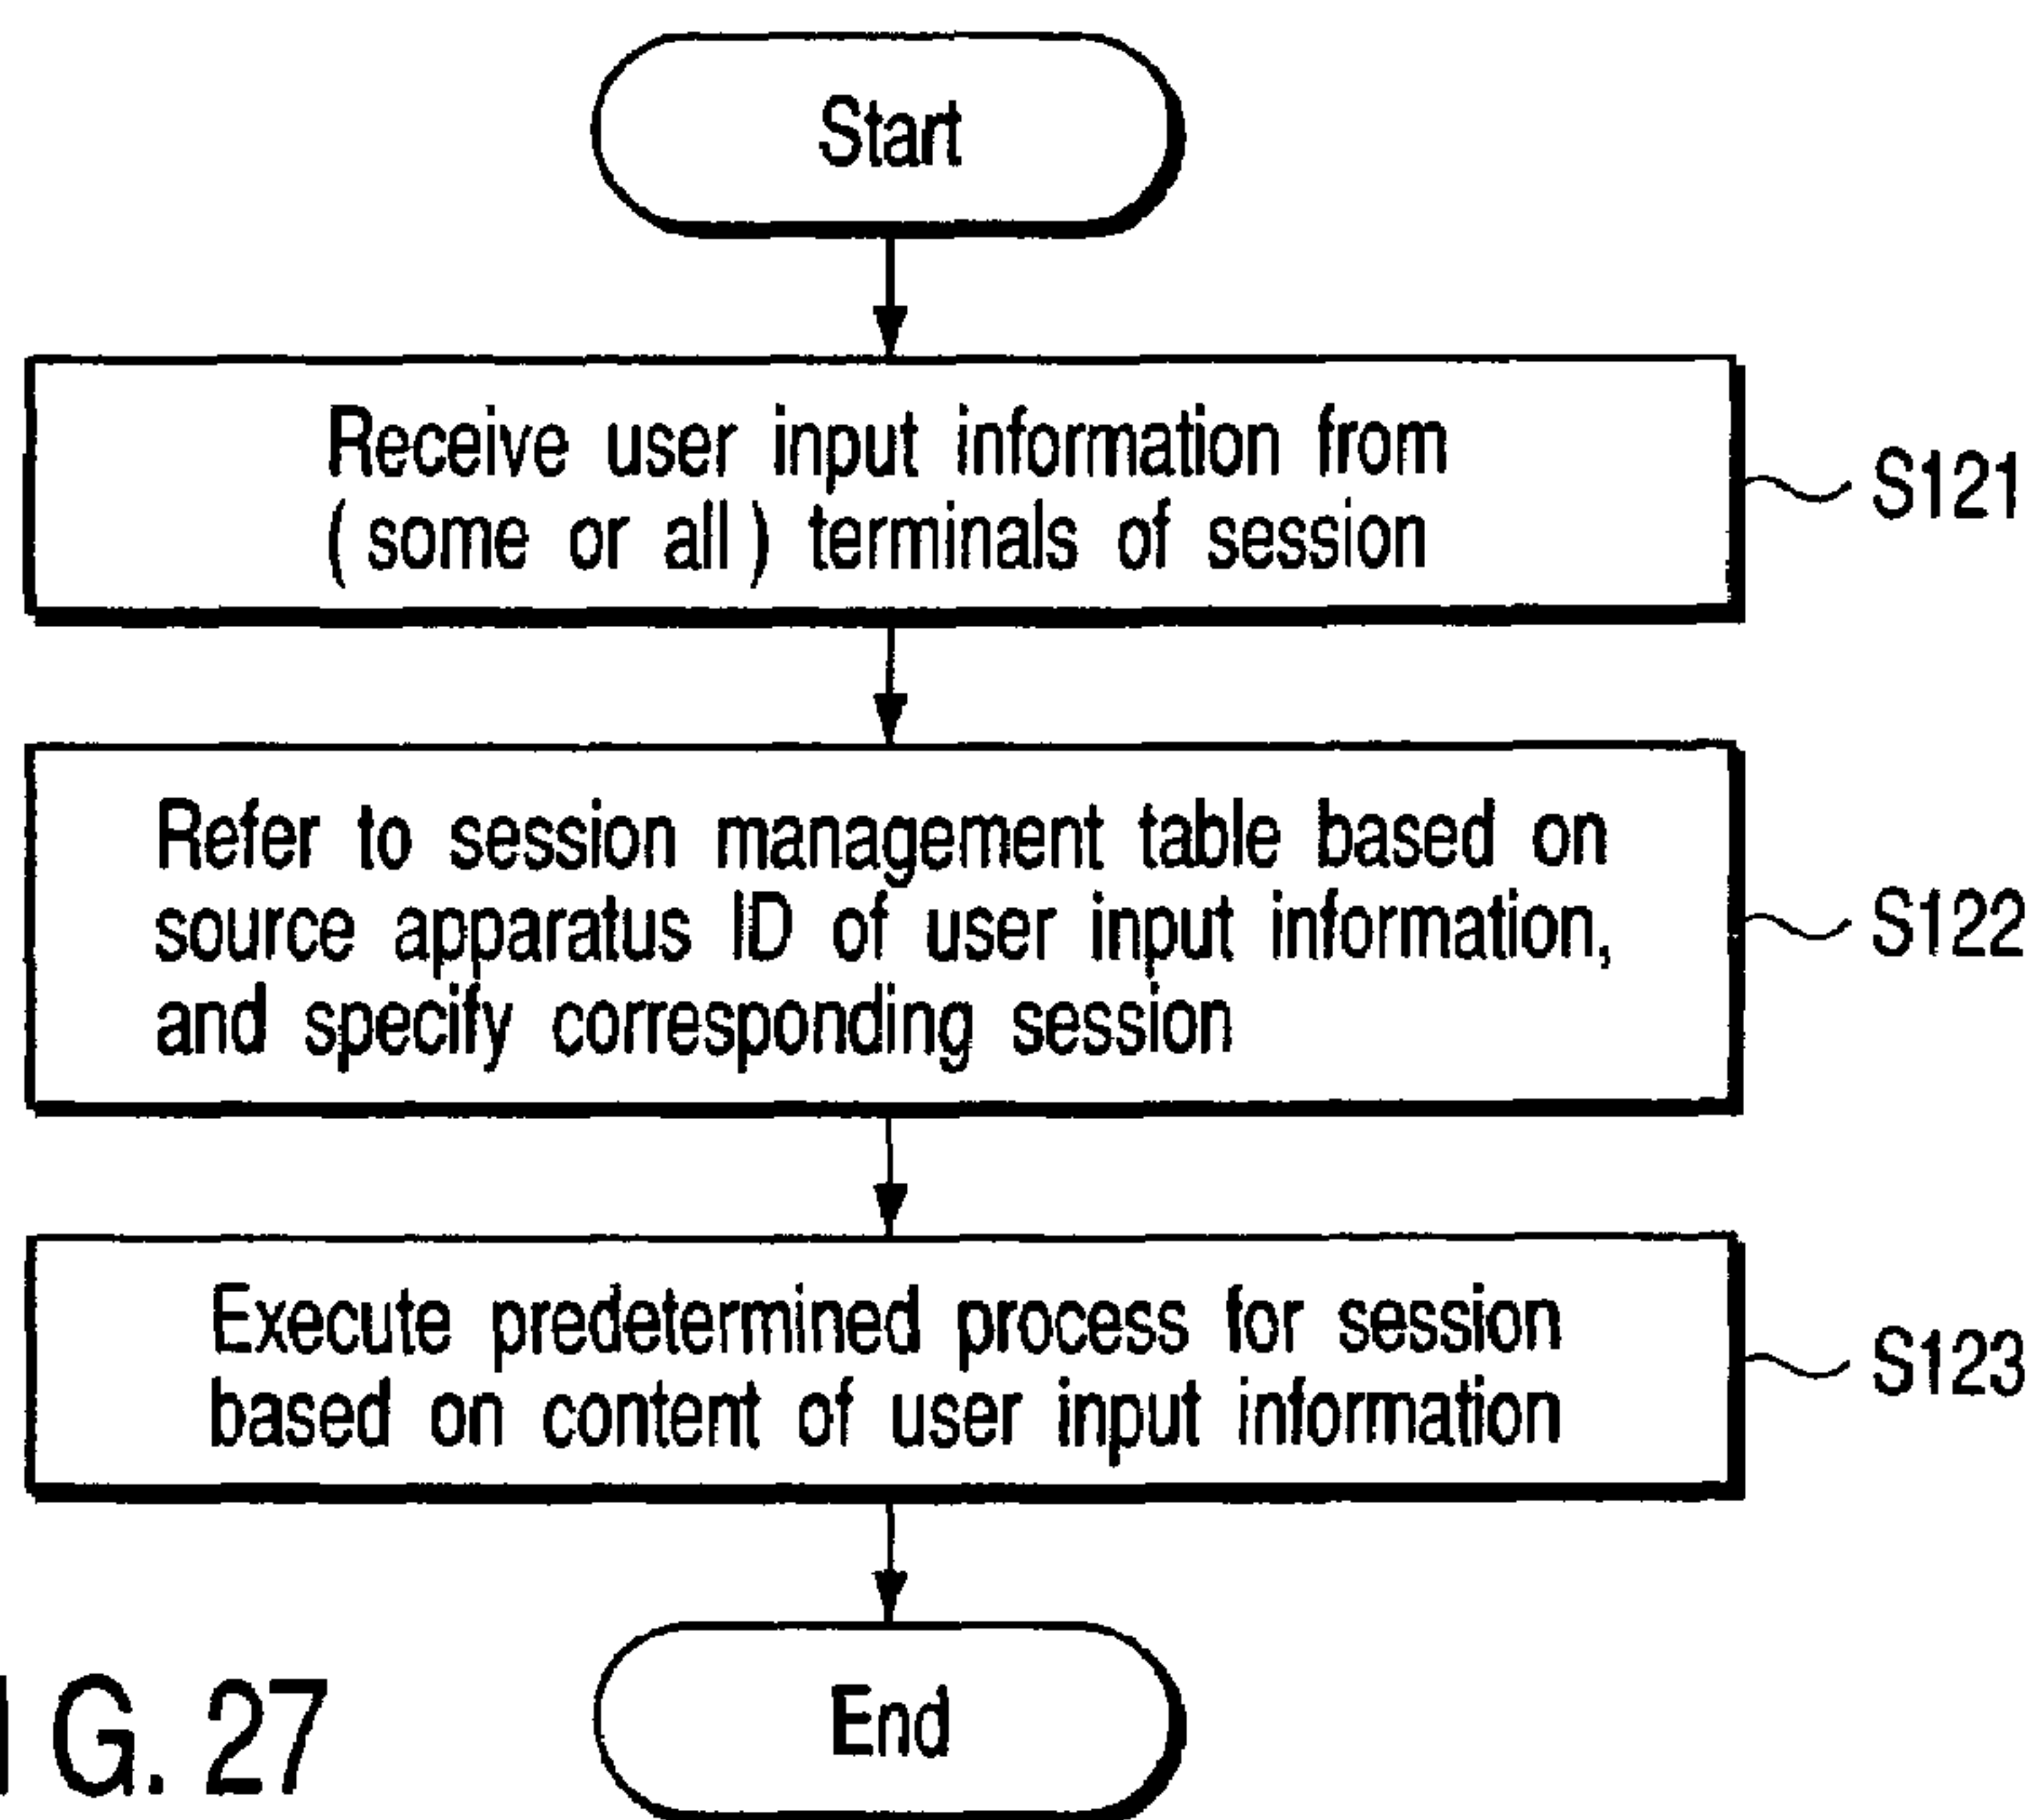 Start
Receive user input information from
(some or all) terminals of session
S121
Refer to session management table based on
source apparatus ID of user input information,
and specify corresponding session
S122
Execute predetermined process for session
based on content of user input information
S123
End
IG. 27